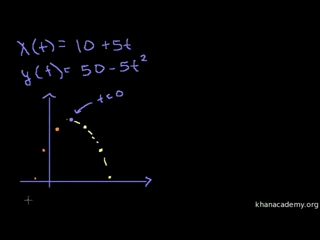 x(t) = 10 + 5t
y(t) = 50 - 5t²
t=0
khanacademy.org